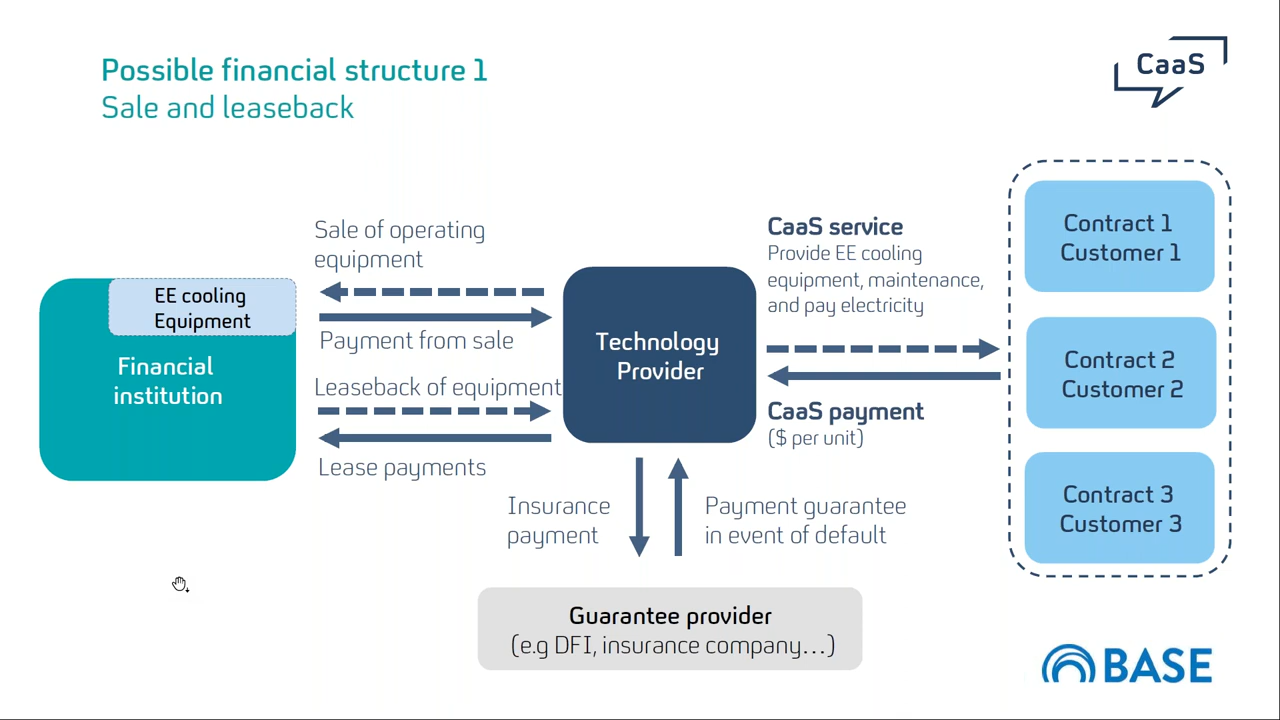 Possible financial structure 1
Sale and leaseback
CaaS
Sale of operating
equipment
Payment from sale
Leaseback of equipment
Lease payments
EE cooling
Equipment
Financial
institution
Technology
Provider
CaaS service
Provide EE cooling
equipment, maintenance,
and pay electricity
CaaS payment
($ per unit)
Contract 1
Customer 1
Contract 2
Customer 2
Contract 3
Customer 3
Insurance
payment
Payment guarantee
in event of default
Guarantee provider
(e.g DFI, insurance company...)
BASE